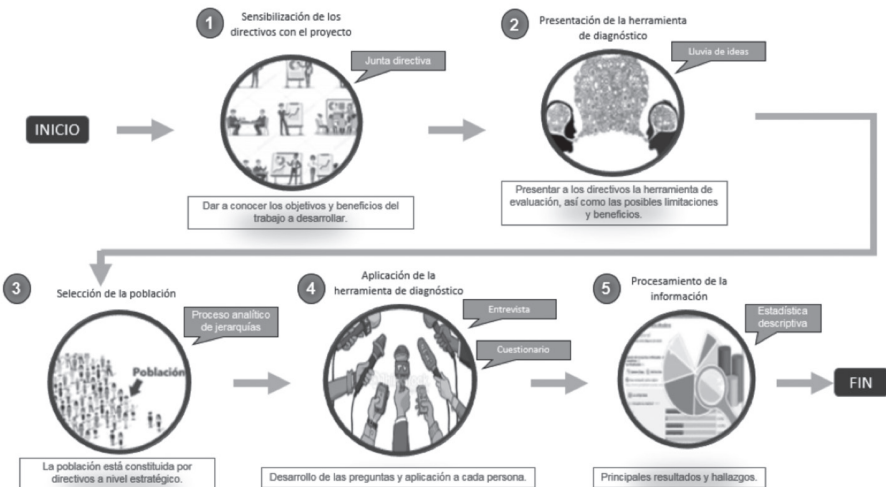 INICIO
1
Sensibilización de los
directivos con el proyecto
Junta directiva
Dar a conocer los objetivos y beneficios del
trabajo a desarrollar.
2
Presentación de la herramienta
de diagnóstico
Lluvia de ideas
Presentar a los directivos la herramienta de
evaluación, así como las posibles limitaciones
y beneficios.
3
Selección de la población
Proceso analítico
de jerarquías
Población
La población está constituida por
directivos a nivel estratégico.
4
Aplicación de la
herramienta de diagnóstico
Entrevista
Cuestionario
Desarrollo de las preguntas y aplicación a cada persona.
5
Procesamiento de la
información
Estadística
descriptiva
Principales resultados y hallazgos.
FIN